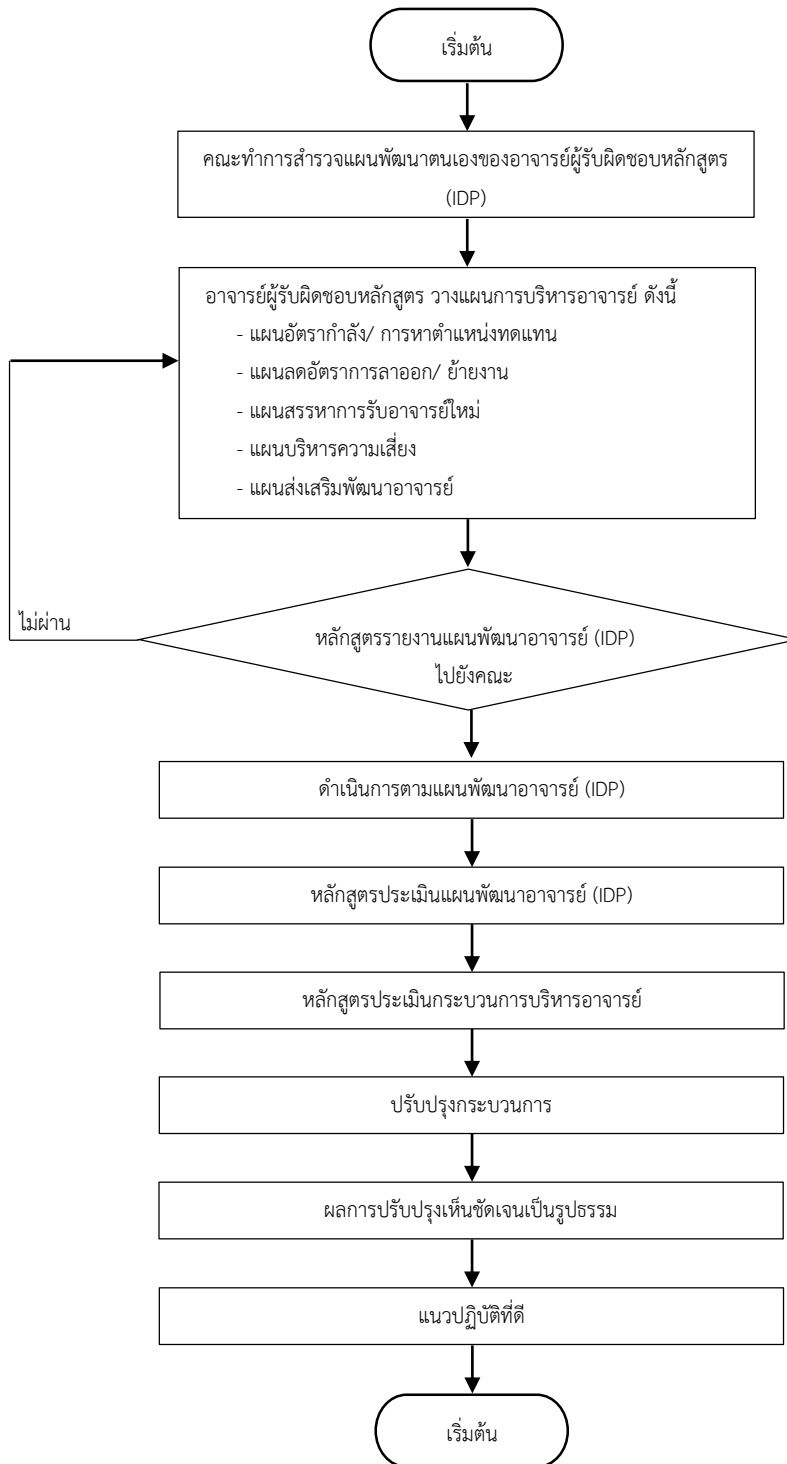 เริ่มต้น
คณะทำการสำรวจแผนพัฒนาตนเองของอาจารย์ผู้รับผิดชอบหลักสูตร
(IDP)
อาจารย์ผู้รับผิดชอบหลักสูตร วางแผนการบริหารอาจารย์ ดังนี้
- แผนอัตรากำลัง/ การหาตำแหน่งทดแทน
- แผนลดอัตราการลาออก/ ย้ายงาน
- แผนสรรหาการรับอาจารย์ใหม่
- แผนบริหารความเสี่ยง
- แผนส่งเสริมพัฒนาอาจารย์
ไม่ผ่าน
หลักสูตรรายงานแผนพัฒนาอาจารย์ (IDP)
ไปยังคณะ
ดำเนินการตามแผนพัฒนาอาจารย์ (IDP)
หลักสูตรประเมินแผนพัฒนาอาจารย์ (IDP)
หลักสูตรประเมินกระบวนการบริหารอาจารย์
ปรับปรุงกระบวนการ
ผลการปรับปรุงเห็นชัดเจนเป็นรูปธรรม
แนวปฏิบัติที่ดี
เริ่มต้น